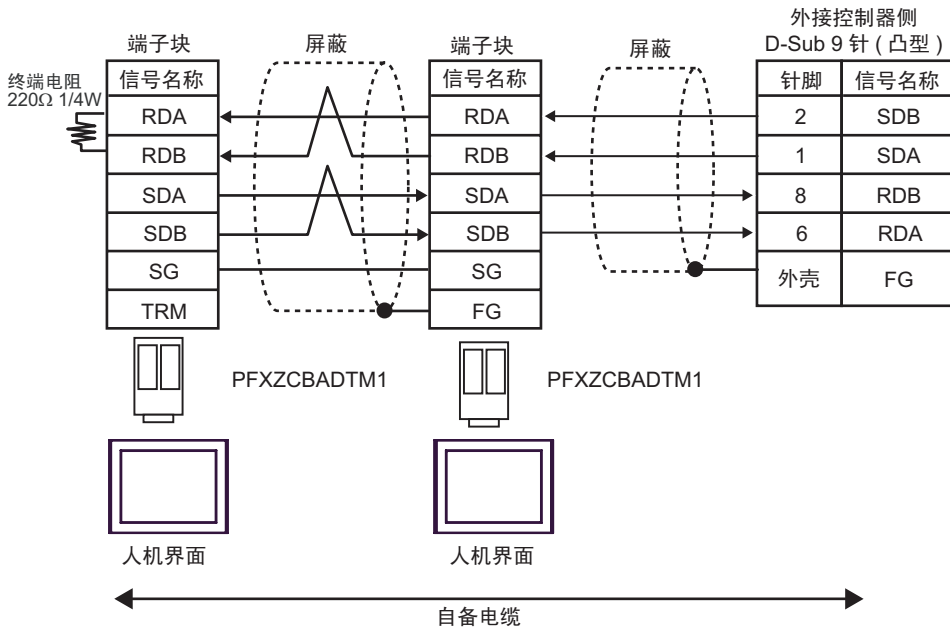 外接控制器侧
端子块 屏蔽 端子块 屏蔽 D-Sub 9 针 ( 凸型 )
终端电阻
220Ω 1/4W
信号名称 信号名称 针脚 信号名称
RDA RDA 2 SDB
RDB RDB 1 SDA
SDA SDA 8 RDB
SDB SDB 6 RDA
SG SG 外壳 FG
TRM FG
PFXZCBADTM1 PFXZCBADTM1
人机界面 人机界面
自备电缆